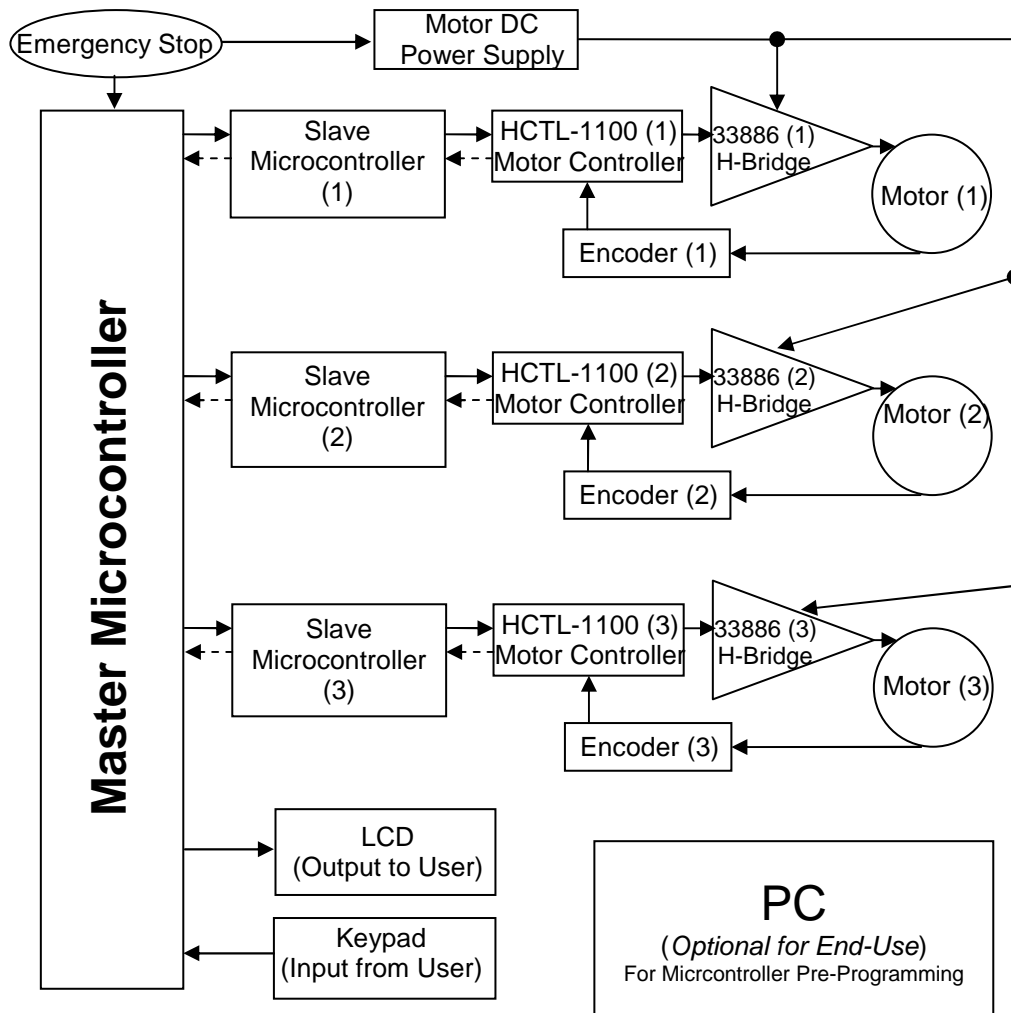 Emergency Stop
Motor DC
Power Supply
Master Microcontroller
Slave
Microcontroller
(1)
HCTL-1100 (1)
Motor Controller
33886 (1)
H-Bridge
Motor (1)
Encoder (1)
Slave
Microcontroller
(2)
HCTL-1100 (2)
Motor Controller
33886 (2)
H-Bridge
Motor (2)
Encoder (2)
Slave
Microcontroller
(3)
HCTL-1100 (3)
Motor Controller
33886 (3)
H-Bridge
Motor (3)
Encoder (3)
LCD
(Output to User)
Keypad
(Input from User)
PC
(Optional for End-Use)
For Micrcontroller Pre-Programming